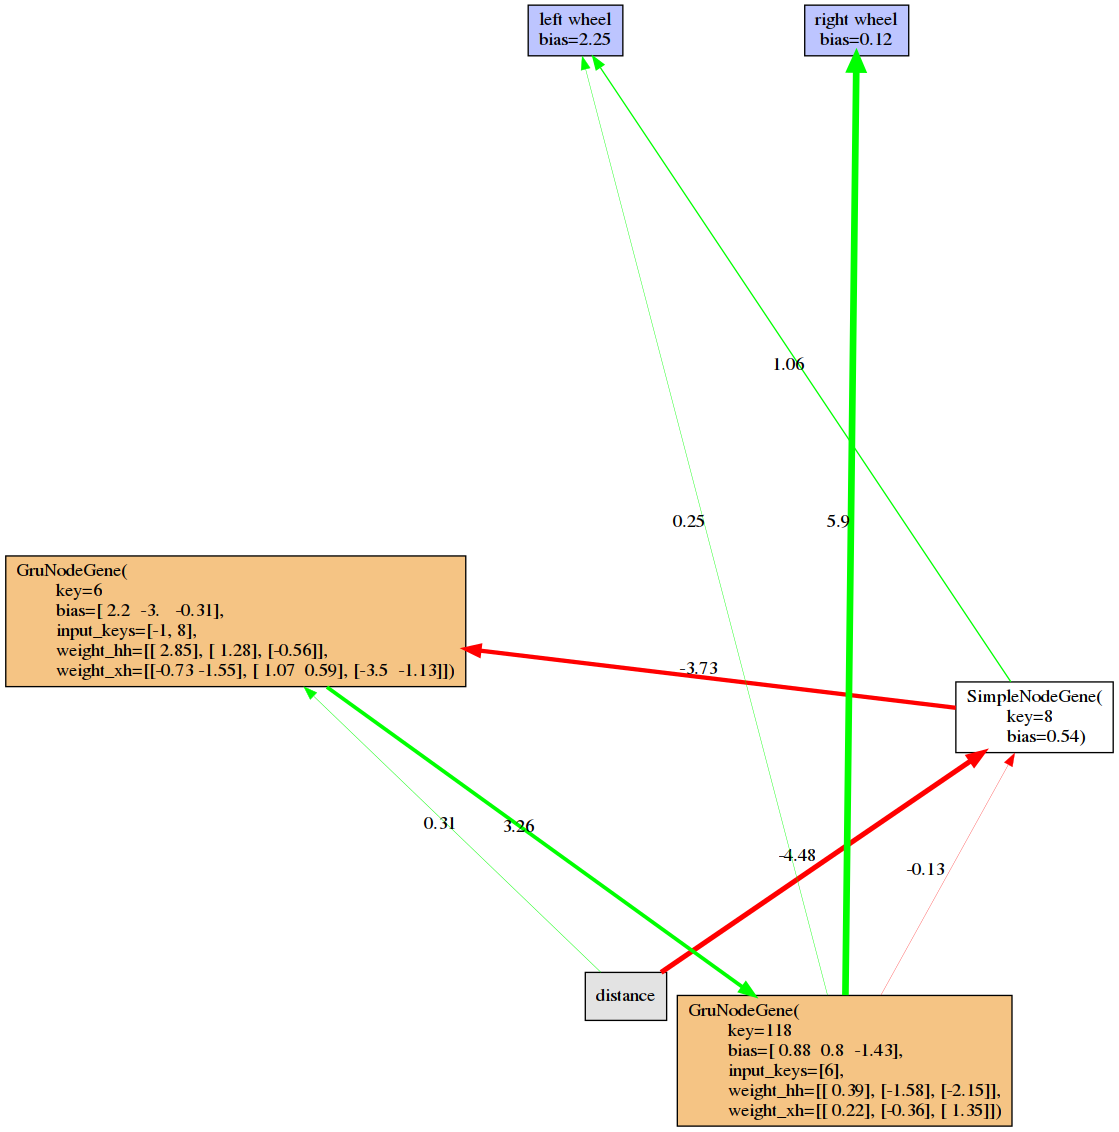 left wheel
bias=2.25
right wheel
bias=0.12
1.06
0.25
5.9
GruNodeGene(
key=6
bias=[ 2.2 -3. -0.31],
input_keys=[-1, 8],
weight_hh=[[ 2.85], [ 1.28], [-0.56]],
weight_xh=[[-0.73 -1.55], [ 1.07 0.59], [-3.5 -1.13]])
-3.73
SimpleNodeGene(
key=8
bias=0.54)
0.31
3.26
-4.48
-0.13
distance
GruNodeGene(
key=118
bias=[ 0.88 0.8 -1.43],
input_keys=[6],
weight_hh=[[ 0.39], [-1.58], [-2.15]],
weight_xh=[[ 0.22], [-0.36], [ 1.35]])